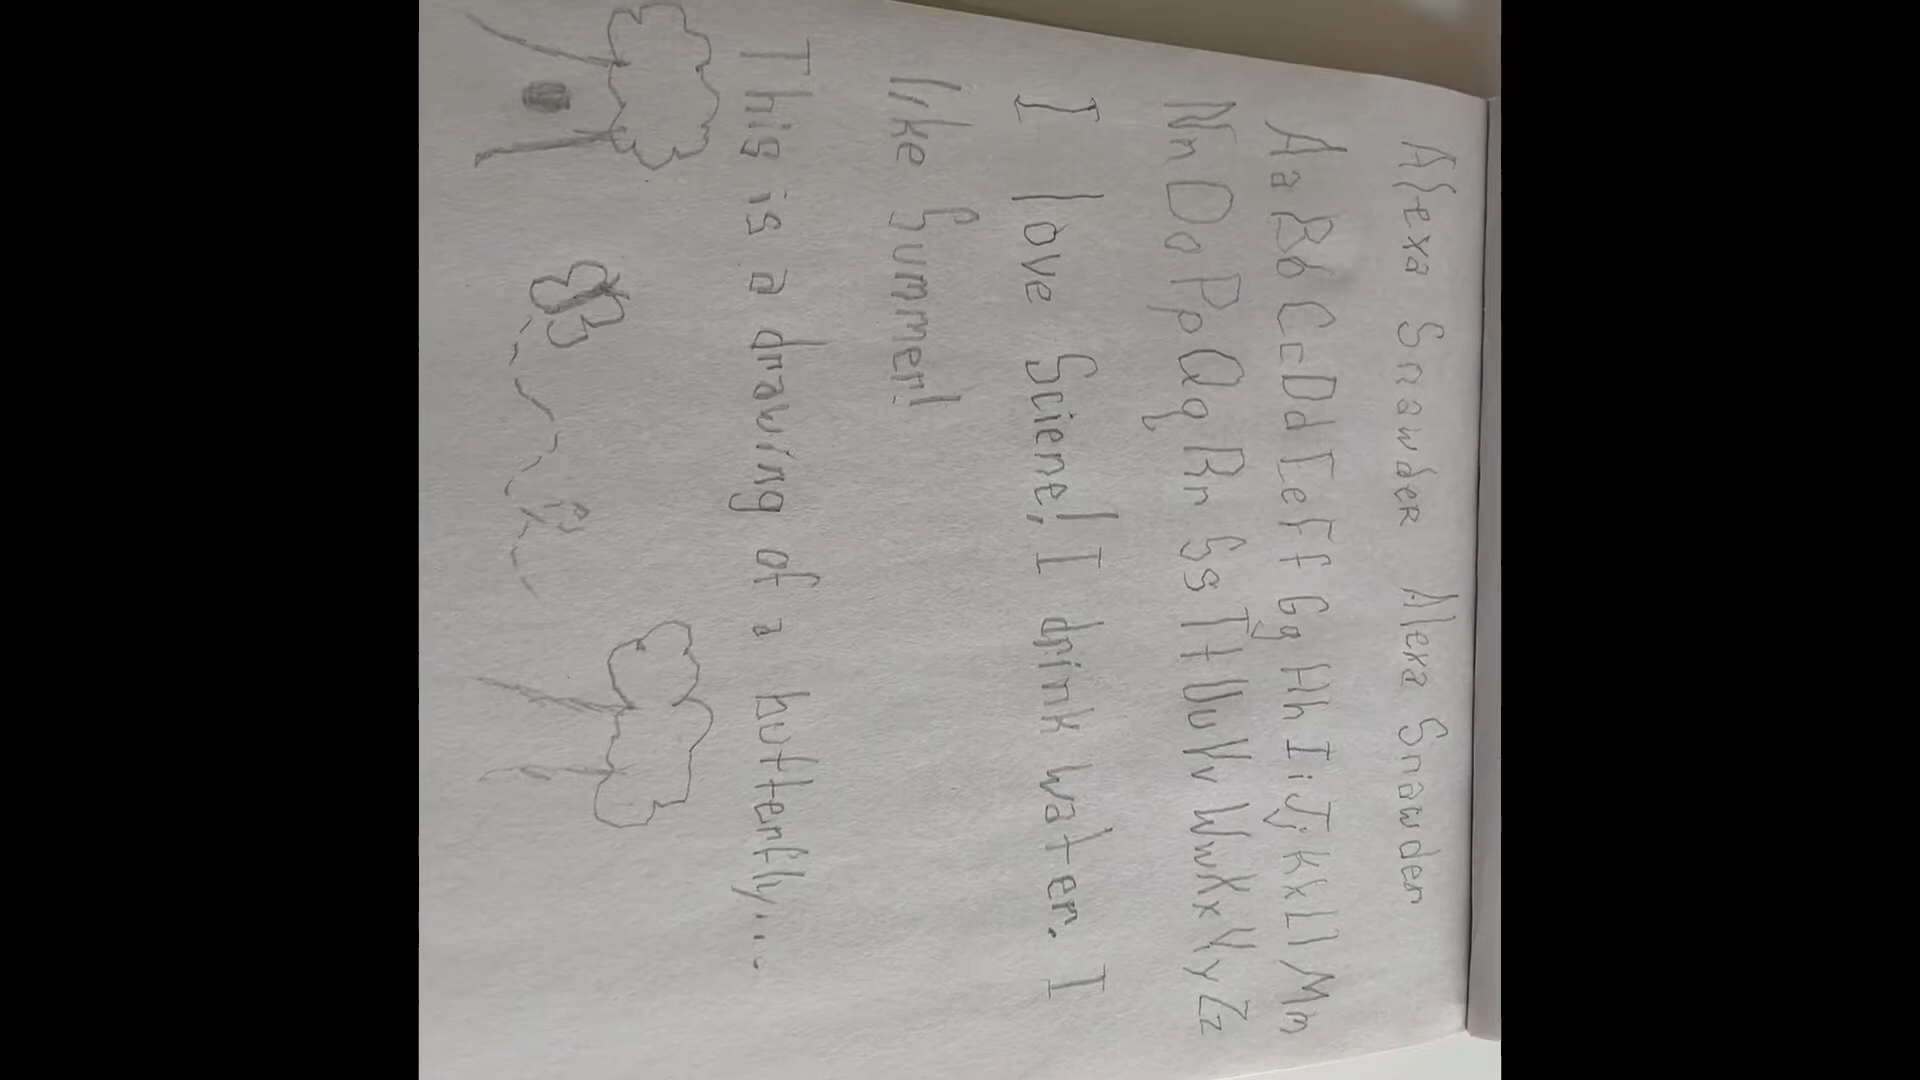 Alexa Snawder Alexa Snawder
Aa Bb Cc Dd Ee Ff Gg Hh Ii Jj Kk Ll Mm
Nn Oo Pp Qq Rr Ss Tt Uu Vv Ww Xx Yy Zz
I love Sciene,! I drink water. I
like Summer!
This is a drawing of a butterfly...